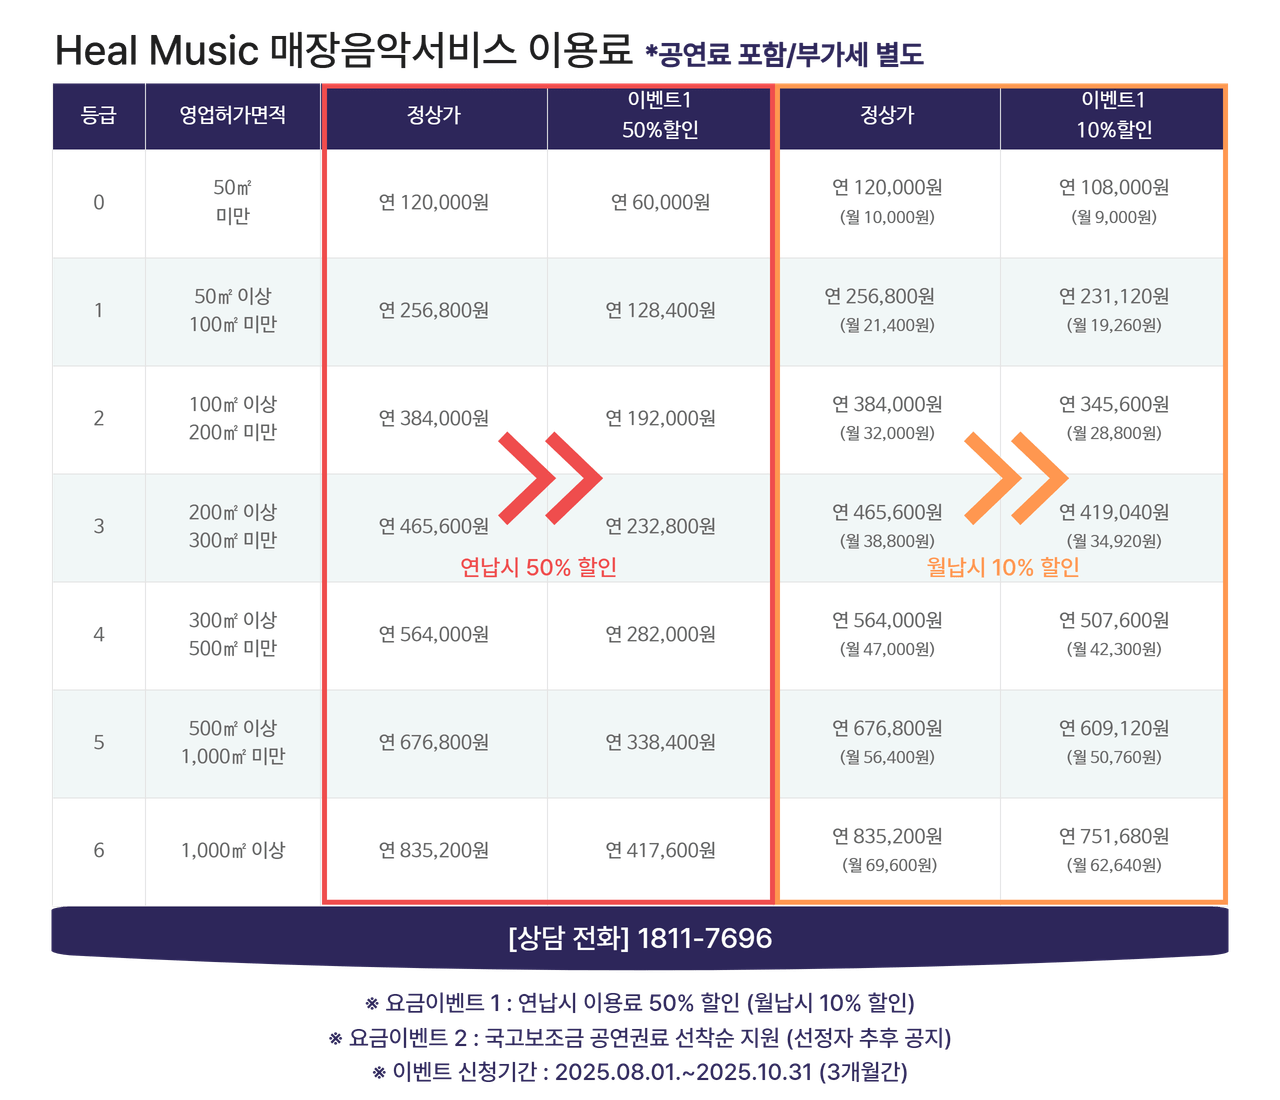 Heal Music 매장음악서비스 이용료 *공연료 포함/부가세 별도
등급 영업허가면적 정상가 이벤트1 50%할인 정상가 이벤트1 10%할인
0 50㎡ 미만 연 120,000원 연 60,000원 연 120,000원 (월 10,000원) 연 108,000원 (월 9,000원)
1 50㎡ 이상 100㎡ 미만 연 256,800원 연 128,400원 연 256,800원 (월 21,400원) 연 231,120원 (월 19,260원)
2 100㎡ 이상 200㎡ 미만 연 384,000원 연 192,000원 연 384,000원 (월 32,000원) 연 345,600원 (월 28,800원)
3 200㎡ 이상 300㎡ 미만 연 465,600원 연 232,800원 연 465,600원 (월 38,800원) 연 419,040원 (월 34,920원)
연납시 50% 할인 월납시 10% 할인
4 300㎡ 이상 500㎡ 미만 연 564,000원 연 282,000원 연 564,000원 (월 47,000원) 연 507,600원 (월 42,300원)
5 500㎡ 이상 1,000㎡ 미만 연 676,800원 연 338,400원 연 676,800원 (월 56,400원) 연 609,120원 (월 50,760원)
6 1,000㎡ 이상 연 835,200원 연 417,600원 연 835,200원 (월 69,600원) 연 751,680원 (월 62,640원)
[상담 전화] 1811-7696
※ 요금이벤트 1 : 연납시 이용료 50% 할인 (월납시 10% 할인)
※ 요금이벤트 2 : 국고보조금 공연권료 선착순 지원 (선정자 추후 공지)
※ 이벤트 신청기간 : 2025.08.01.~2025.10.31 (3개월간)